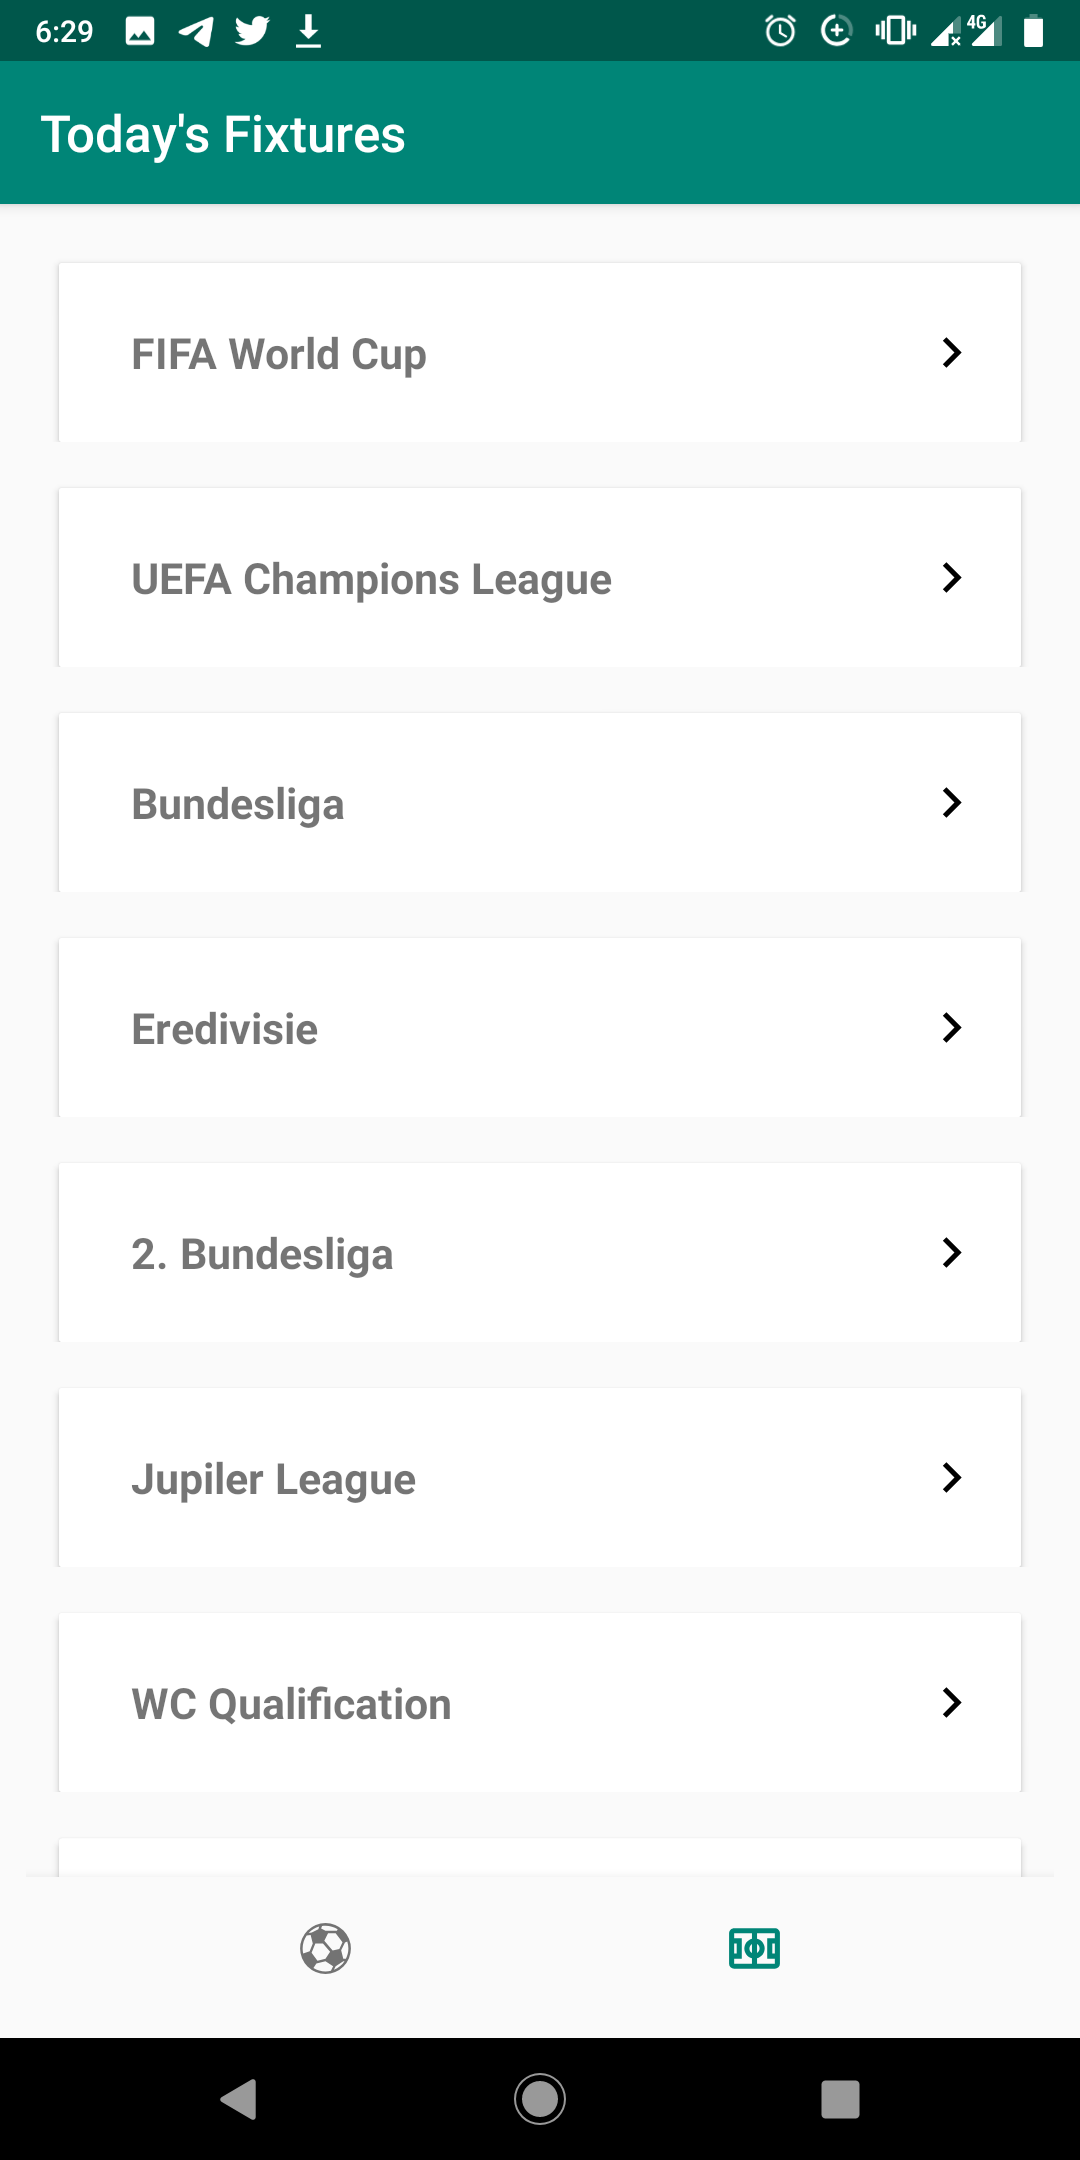 6:29
4G
Today's Fixtures
FIFA World Cup
UEFA Champions League
Bundesliga
Eredivisie
2. Bundesliga
Jupiler League
WC Qualification